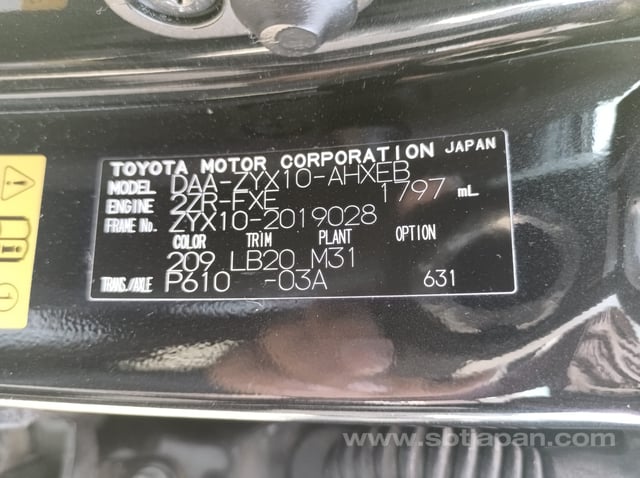 TOYOTA MOTOR CORPORATION JAPAN
MODEL DAA-ZYX10-AHXEB
ENGINE 2ZR-FXE 1797 mL
FRAME No. ZYX10-2019028
COLOR TRIM PLANT OPTION
209 LB20 M31
TRANS./AXLE P610 -03A 631
www.sbtjapan.com